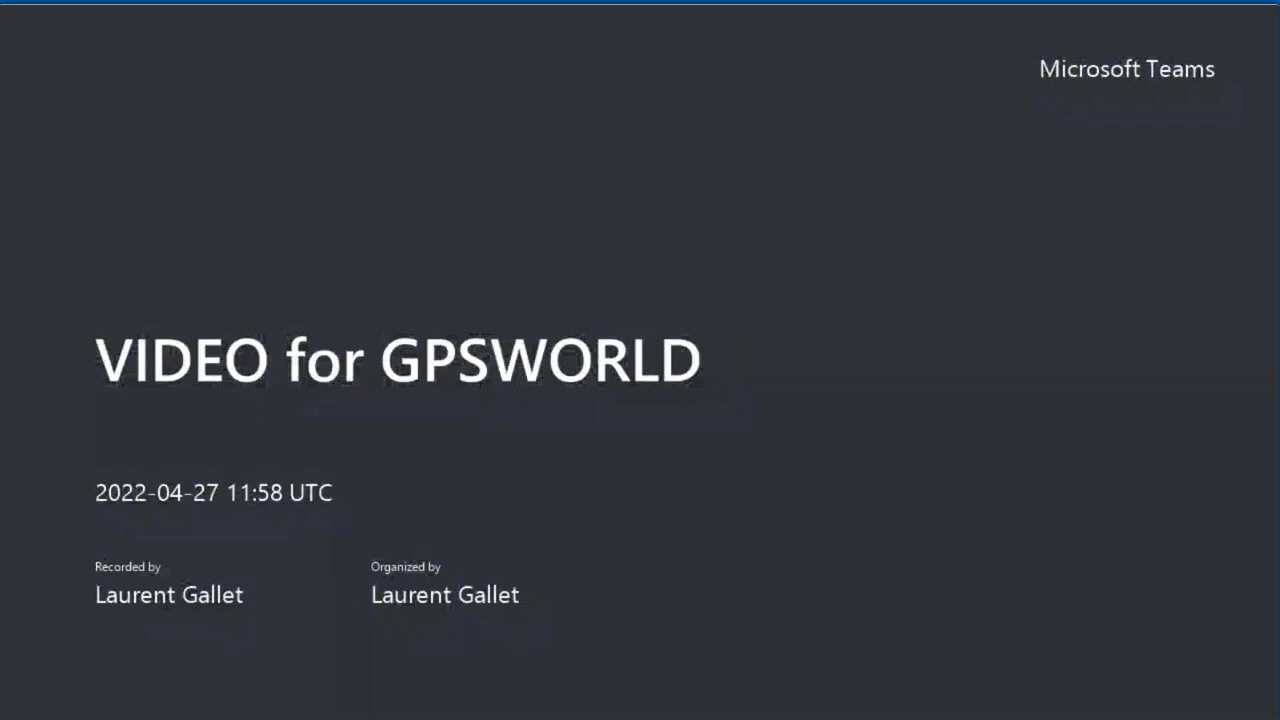 Microsoft Teams
VIDEO for GPSWORLD
2022-04-27 11:58 UTC
Recorded by
Laurent Gallet
Organized by
Laurent Gallet